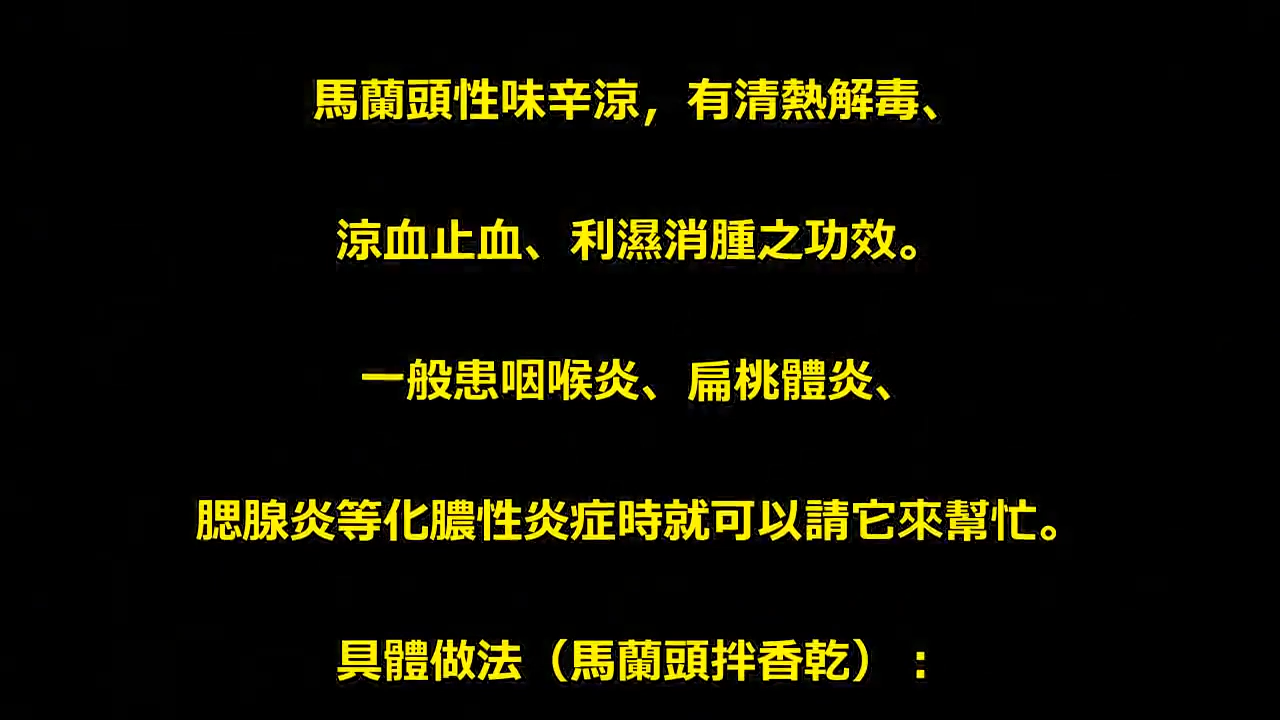 馬蘭頭性味辛涼，有清熱解毒、
涼血止血、利濕消腫之功效。
一般患咽喉炎、扁桃體炎、
腮腺炎等化膿性炎症時就可以請它來幫忙。
具體做法（馬蘭頭拌香乾）：